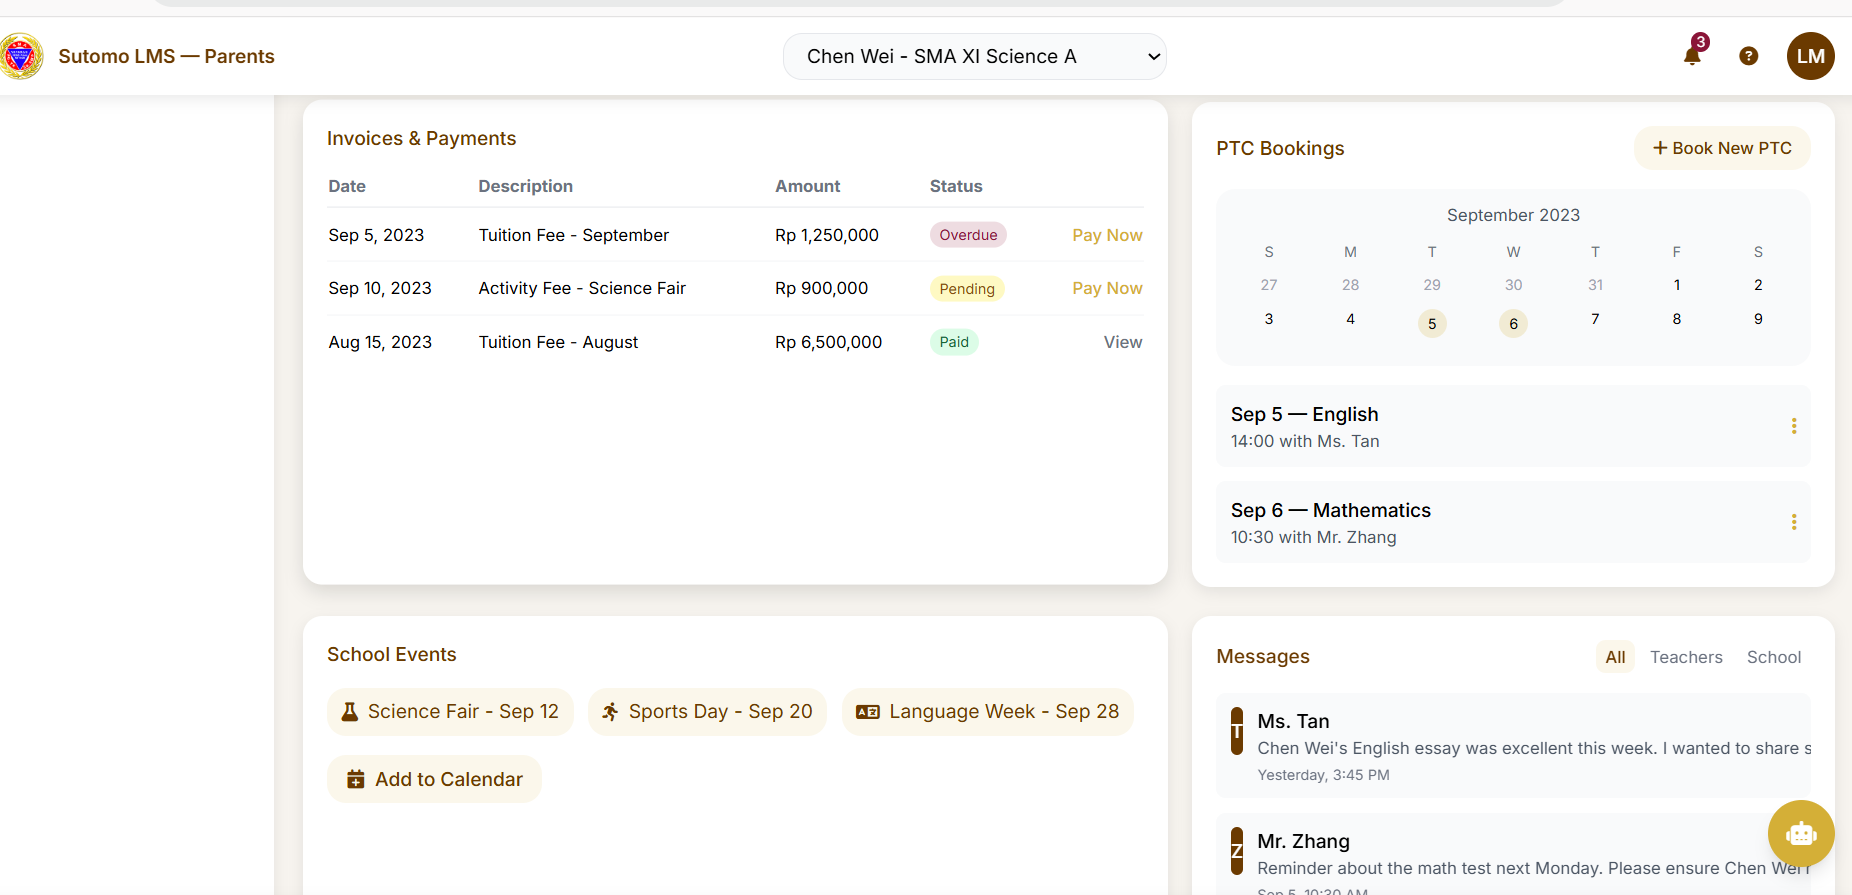 Sutomo LMS — Parents
Chen Wei - SMA XI Science A
3
?
LM
Invoices & Payments
Date Description Amount Status
Sep 5, 2023 Tuition Fee - September Rp 1,250,000 Overdue Pay Now
Sep 10, 2023 Activity Fee - Science Fair Rp 900,000 Pending Pay Now
Aug 15, 2023 Tuition Fee - August Rp 6,500,000 Paid View
PTC Bookings
+ Book New PTC
September 2023
S M T W T F S
27 28 29 30 31 1 2
3 4 5 6 7 8 9
Sep 5 — English
14:00 with Ms. Tan
Sep 6 — Mathematics
10:30 with Mr. Zhang
School Events
Science Fair - Sep 12
Sports Day - Sep 20
Language Week - Sep 28
Add to Calendar
Messages
All Teachers School
T
Ms. Tan
Chen Wei's English essay was excellent this week. I wanted to share s
Yesterday, 3:45 PM
Z
Mr. Zhang
Reminder about the math test next Monday. Please ensure Chen Wei
Sep 5, 10:30 AM